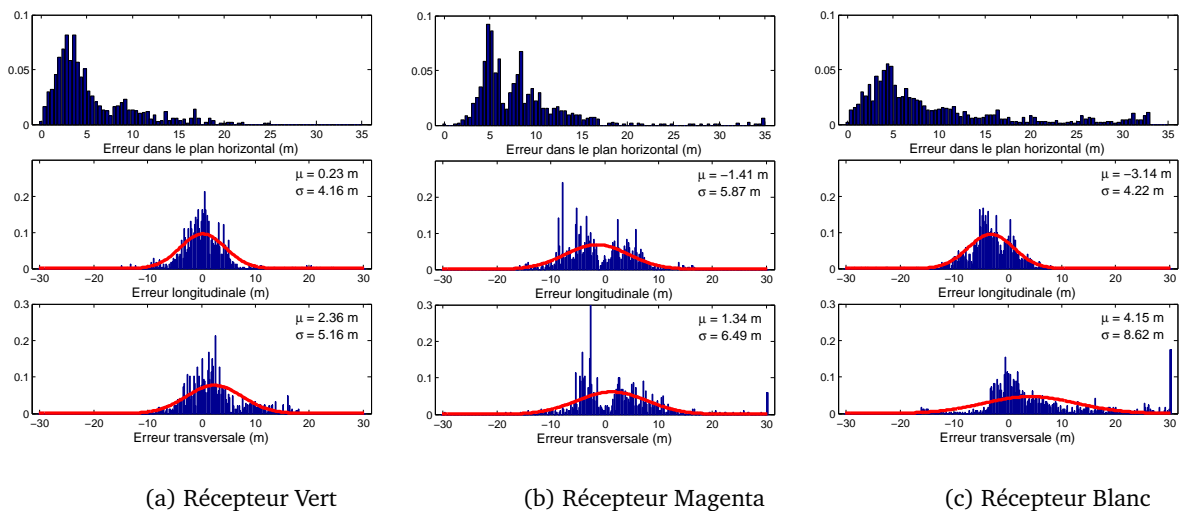 0.1
0.05
0
0 5 10 15 20 25 30 35
Erreur dans le plan horizontal (m)
0.2
0.1
0
−30 −20 −10 0 10 20 30
μ = 0.23 m
σ = 4.16 m
Erreur longitudinale (m)
0.3
0.2
0.1
0
−30 −20 −10 0 10 20 30
μ = 2.36 m
σ = 5.16 m
Erreur transversale (m)
(a) Récepteur Vert
0.1
0.05
0
0 5 10 15 20 25 30 35
Erreur dans le plan horizontal (m)
0.2
0.1
0
−30 −20 −10 0 10 20 30
μ = −1.41 m
σ = 5.87 m
Erreur longitudinale (m)
0.3
0.2
0.1
0
−30 −20 −10 0 10 20 30
μ = 1.34 m
σ = 6.49 m
Erreur transversale (m)
(b) Récepteur Magenta
0.1
0.05
0
0 5 10 15 20 25 30 35
Erreur dans le plan horizontal (m)
0.2
0.1
0
−30 −20 −10 0 10 20 30
μ = −3.14 m
σ = 4.22 m
Erreur longitudinale (m)
0.3
0.2
0.1
0
−30 −20 −10 0 10 20 30
μ = 4.15 m
σ = 8.62 m
Erreur transversale (m)
(c) Récepteur Blanc